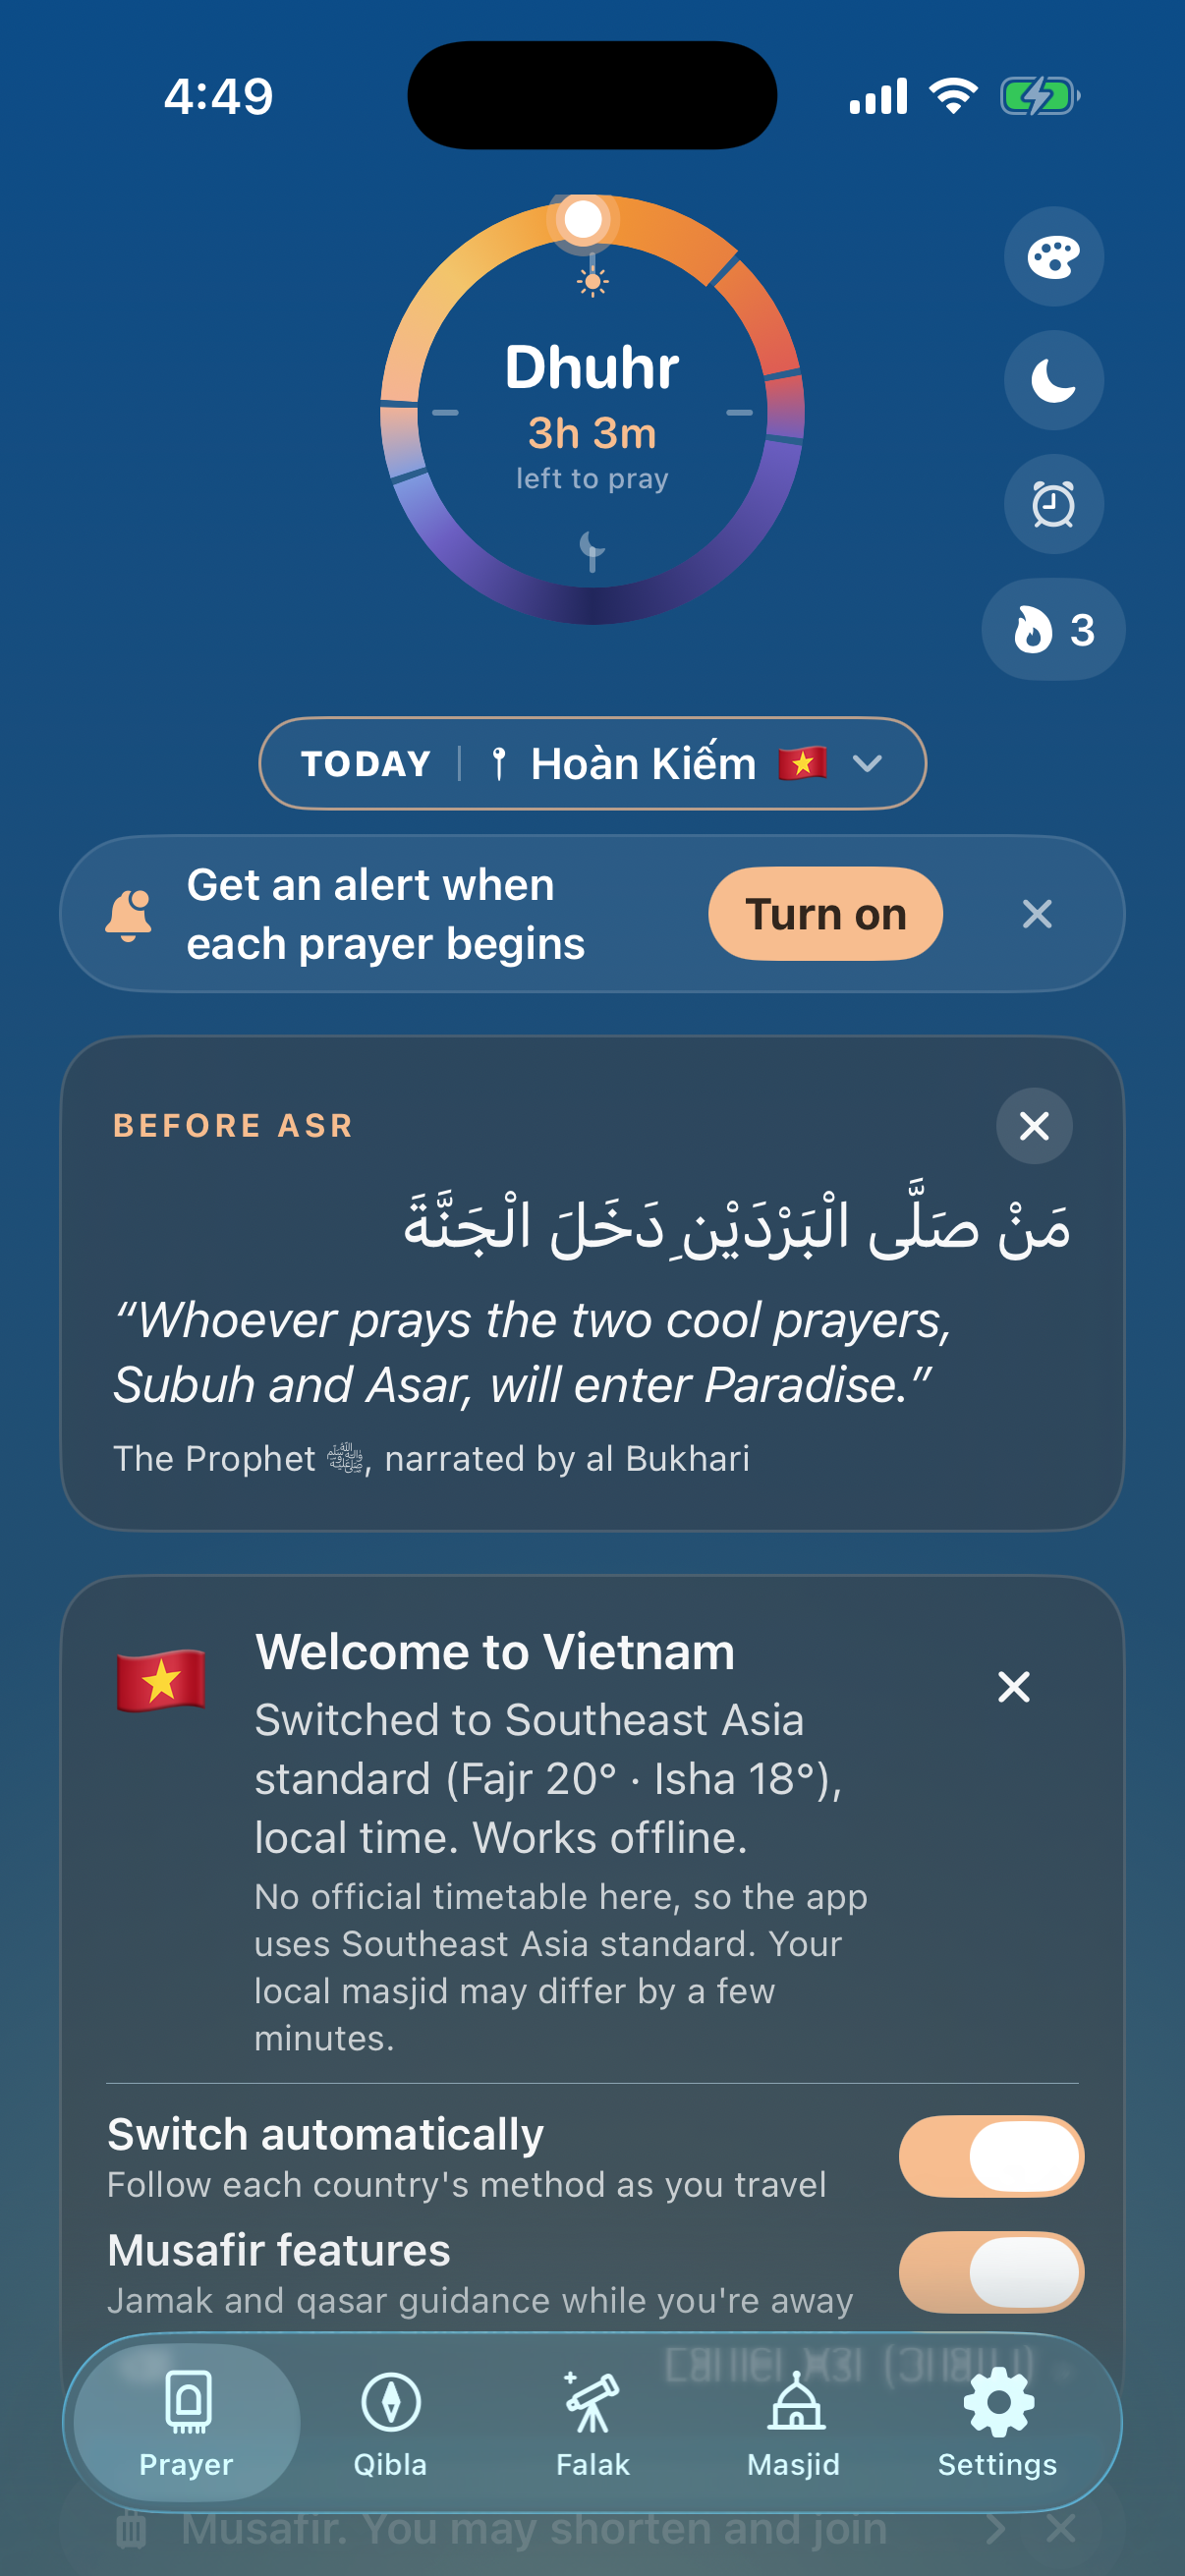 4:49
Dhuhr
3h 3m
left to pray
3
TODAY | Hoàn Kiếm
Get an alert when
each prayer begins
Turn on
BEFORE ASR
مَنْ صَلَّى الْبَرْدَيْنِ دَخَلَ الْجَنَّةَ
“Whoever prays the two cool prayers,
Subuh and Asar, will enter Paradise.”
The Prophet ﷺ, narrated by al Bukhari
Welcome to Vietnam
Switched to Southeast Asia
standard (Fajr 20° · Isha 18°),
local time. Works offline.
No official timetable here, so the app
uses Southeast Asia standard. Your
local masjid may differ by a few
minutes.
Switch automatically
Follow each country's method as you travel
Musafir features
Jamak and qasar guidance while you're away
Prayer
Qibla
Falak
Masjid
Settings
Musafir. You may shorten and join